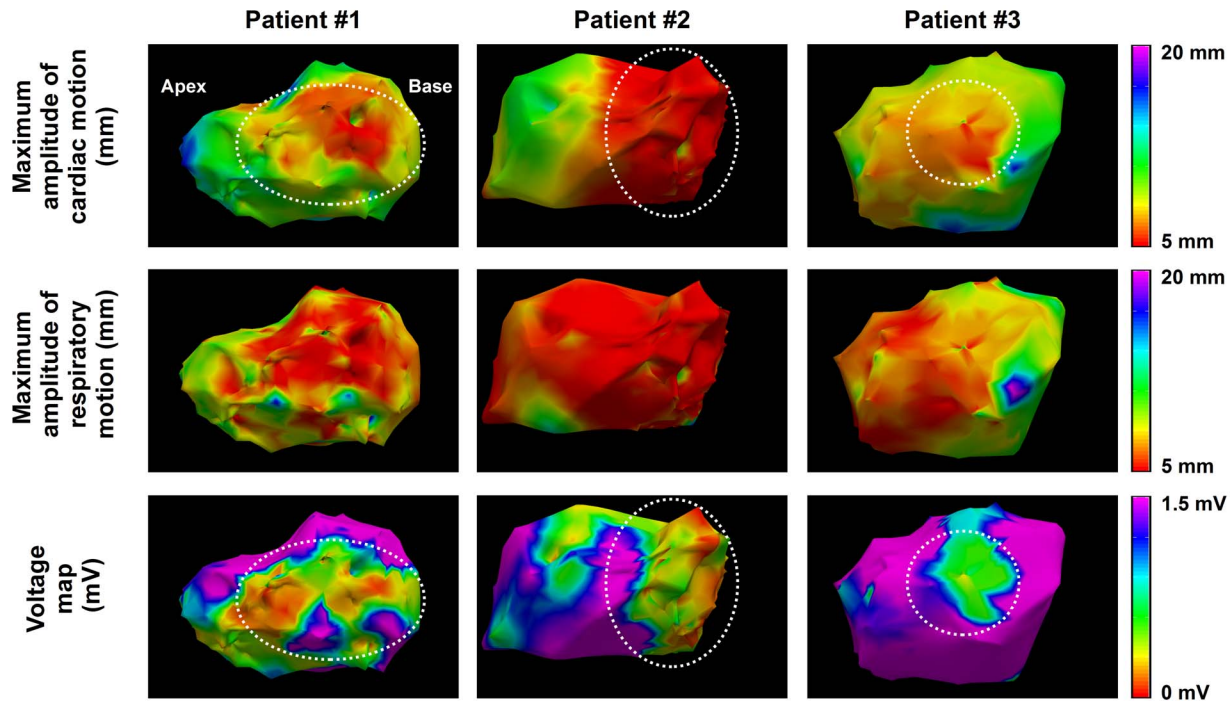 Patient #1
Patient #2
Patient #3
Maximum
amplitude of
cardiac motion
(mm)
Apex
Base
20 mm
5 mm
Maximum
amplitude of
respiratory
motion (mm)
20 mm
5 mm
Voltage
map
(mV)
1.5 mV
0 mV